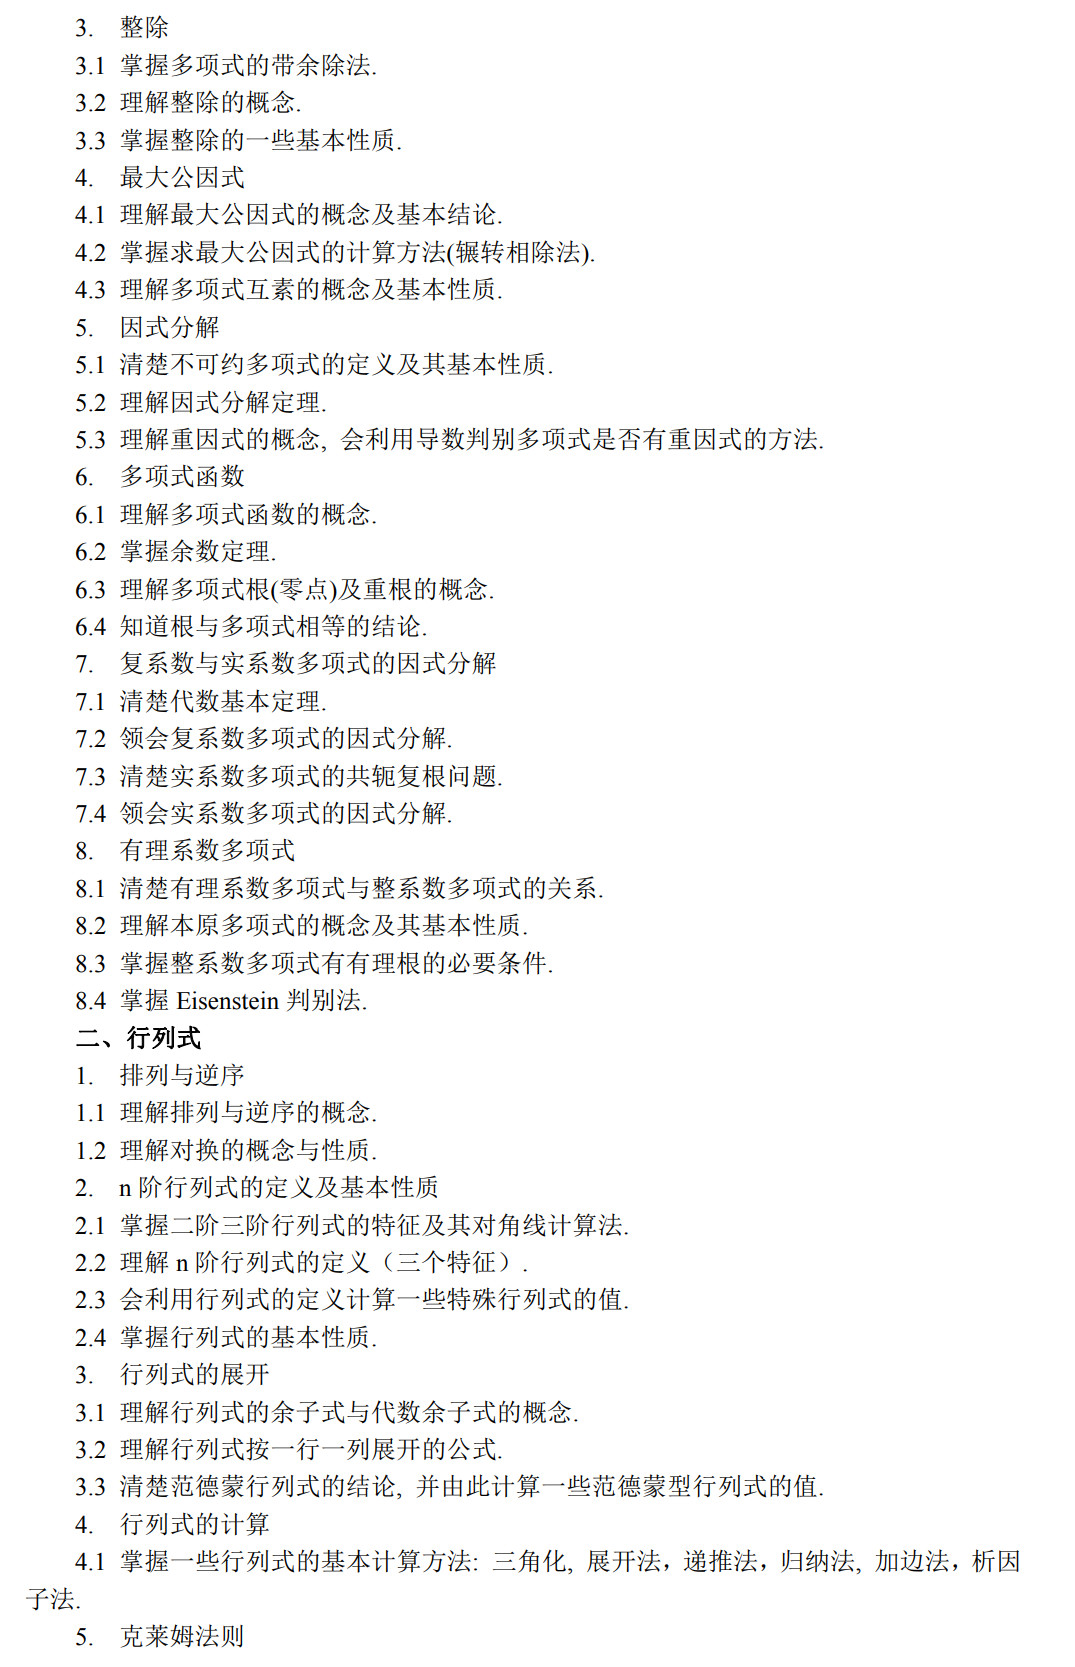 3. 整除
3.1 掌握多项式的带余除法.
3.2 理解整除的概念.
3.3 掌握整除的一些基本性质.
4. 最大公因式
4.1 理解最大公因式的概念及基本结论.
4.2 掌握求最大公因式的计算方法(辗转相除法).
4.3 理解多项式互素的概念及基本性质.
5. 因式分解
5.1 清楚不可约多项式的定义及其基本性质.
5.2 理解因式分解定理.
5.3 理解重因式的概念, 会利用导数判别多项式是否有重因式的方法.
6. 多项式函数
6.1 理解多项式函数的概念.
6.2 掌握余数定理.
6.3 理解多项式根(零点)及重根的概念.
6.4 知道根与多项式相等的结论.
7. 复系数与实系数多项式的因式分解
7.1 清楚代数基本定理.
7.2 领会复系数多项式的因式分解.
7.3 清楚实系数多项式的共轭复根问题.
7.4 领会实系数多项式的因式分解.
8. 有理系数多项式
8.1 清楚有理系数多项式与整系数多项式的关系.
8.2 理解本原多项式的概念及其基本性质.
8.3 掌握整系数多项式有有理根的必要条件.
8.4 掌握 Eisenstein 判别法.
二、行列式
1. 排列与逆序
1.1 理解排列与逆序的概念.
1.2 理解对换的概念与性质.
2. n 阶行列式的定义及基本性质
2.1 掌握二阶三阶行列式的特征及其对角线计算法.
2.2 理解 n 阶行列式的定义（三个特征）.
2.3 会利用行列式的定义计算一些特殊行列式的值.
2.4 掌握行列式的基本性质.
3. 行列式的展开
3.1 理解行列式的余子式与代数余子式的概念.
3.2 理解行列式按一行一列展开的公式.
3.3 清楚范德蒙行列式的结论, 并由此计算一些范德蒙型行列式的值.
4. 行列式的计算
4.1 掌握一些行列式的基本计算方法: 三角化, 展开法，递推法，归纳法, 加边法，析因
子法.
5. 克莱姆法则